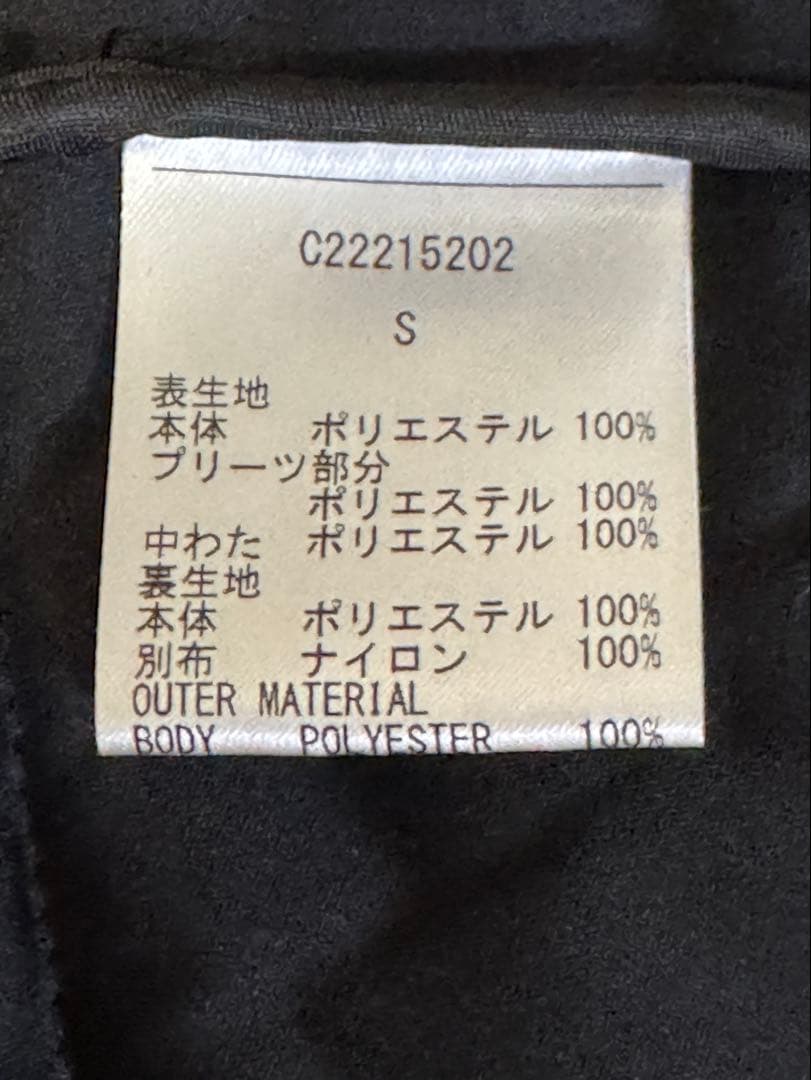 C22215202
S
表生地
本体 ポリエステル 100%
プリーツ部分
ポリエステル 100%
中わた ポリエステル 100%
裏生地
本体 ポリエステル 100%
別布 ナイロン 100%
OUTER MATERIAL
BODY POLYESTER 100%